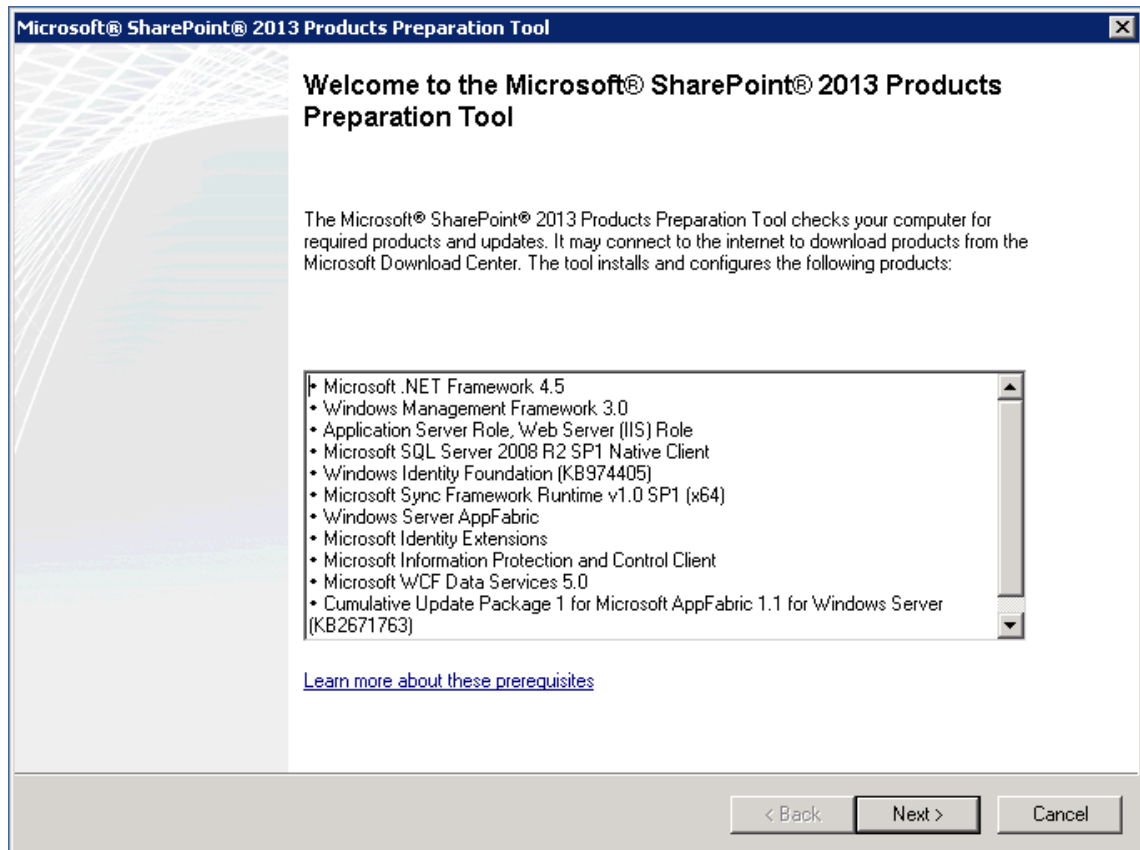 Microsoft® SharePoint® 2013 Products Preparation Tool
Welcome to the Microsoft® SharePoint® 2013 Products
Preparation Tool
The Microsoft® SharePoint® 2013 Products Preparation Tool checks your computer for
required products and updates. It may connect to the internet to download products from the
Microsoft Download Center. The tool installs and configures the following products:
• Microsoft .NET Framework 4.5
• Windows Management Framework 3.0
• Application Server Role, Web Server (IIS) Role
• Microsoft SQL Server 2008 R2 SP1 Native Client
• Windows Identity Foundation (KB974405)
• Microsoft Sync Framework Runtime v1.0 SP1 (x64)
• Windows Server AppFabric
• Microsoft Identity Extensions
• Microsoft Information Protection and Control Client
• Microsoft WCF Data Services 5.0
• Cumulative Update Package 1 for Microsoft AppFabric 1.1 for Windows Server
(KB2671763)
Learn more about these prerequisites
< Back Next > Cancel